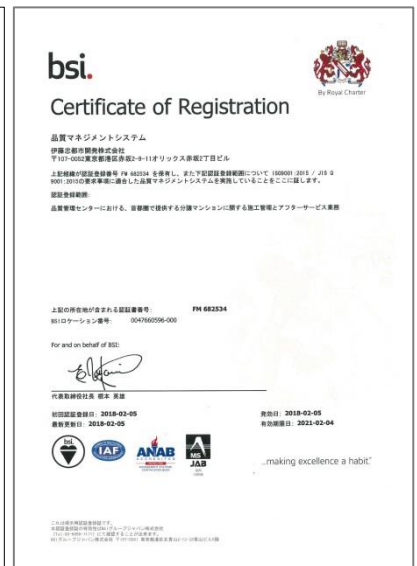 bsi.
By Royal Charter
Certificate of Registration
品質マネジメントシステム
伊藤忠都市開発株式会社
〒107-0052東京都港区赤坂2-9-11オリックス赤坂2丁目ビル
上記組織が認証登録番号 FM 682534 を保有し、また下記認証登録範囲について ISO9001:2015 / JIS Q
9001:2015の要求事項に適合した品質マネジメントシステムを実施していることをここに証します。
認証登録範囲:
品質管理センターにおける、首都圏で提供する分譲マンションに関する施工管理とアフターサービス業務
上記の所在地が含まれる認証書番号: FM 682534
BSIロケーション番号: 0047660596-000
For and on behalf of BSI:
代表取締役社長 根本 英雄
初回認証登録日: 2018-02-05 発効日: 2018-02-05
最新更新日: 2018-02-05 有効期限日: 2021-02-04
bsi.
IAF
ANAB
ACCREDITED
MS
JAB
...making excellence a habit.™